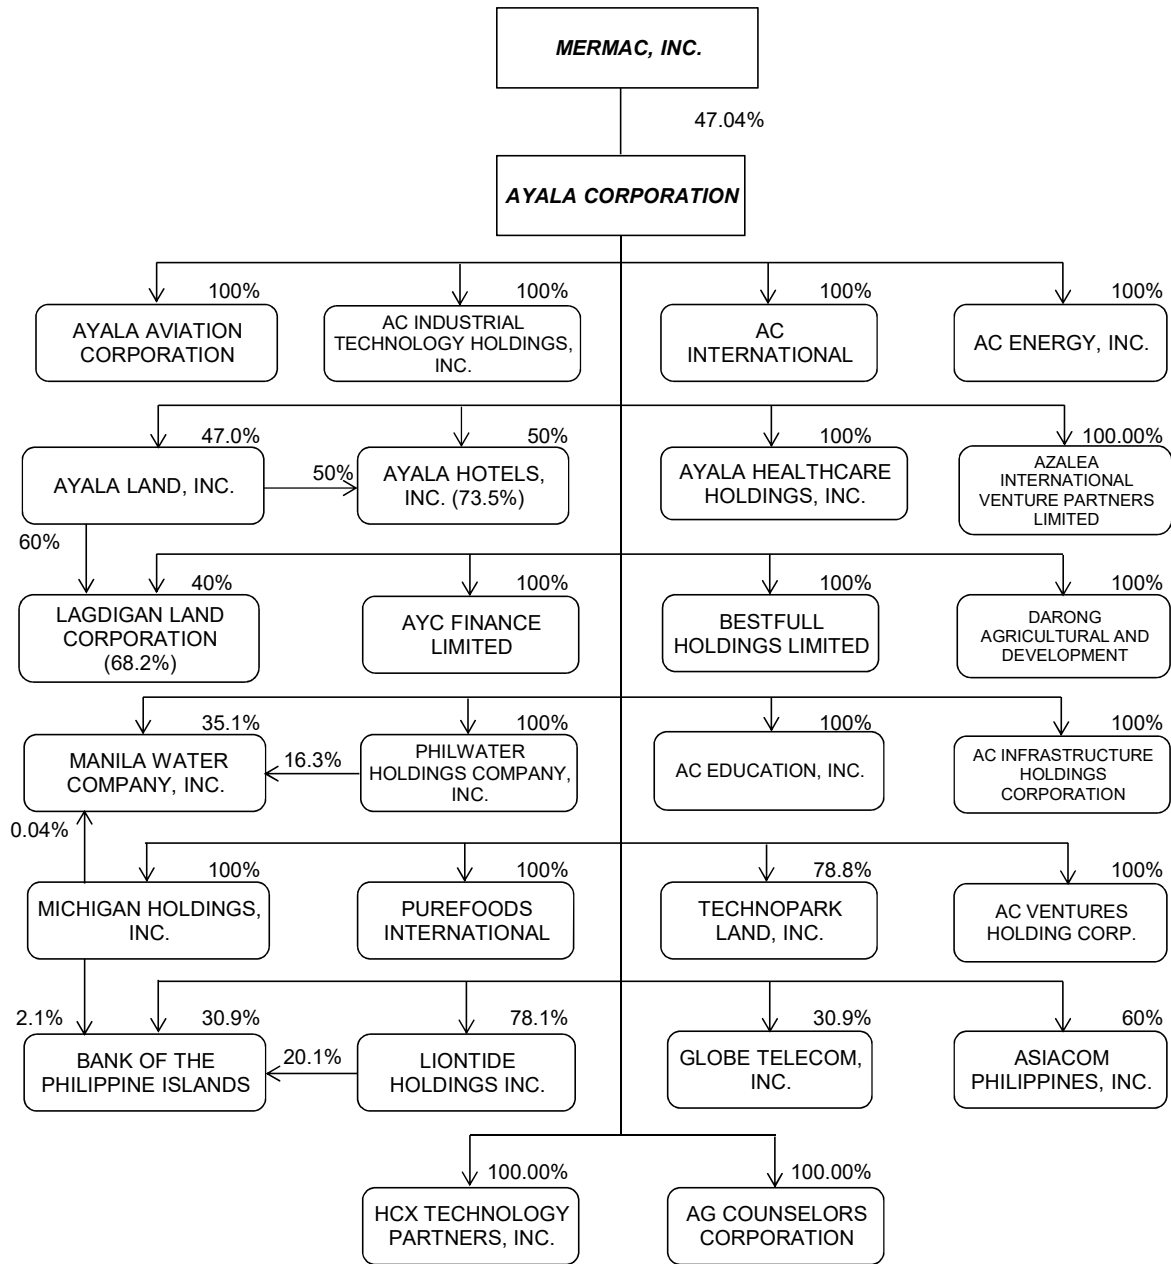 MERMAC, INC.
47.04%
AYALA CORPORATION
100%
100%
100%
100%
AYALA AVIATION
CORPORATION
AC INDUSTRIAL
TECHNOLOGY HOLDINGS,
INC.
AC
INTERNATIONAL
AC ENERGY, INC.
47.0%
50%
100%
100.00%
AYALA LAND, INC.
50%
AYALA HOTELS,
INC. (73.5%)
AYALA HEALTHCARE
HOLDINGS, INC.
AZALEA
INTERNATIONAL
VENTURE PARTNERS
LIMITED
60%
40%
100%
100%
100%
LAGDIGAN LAND
CORPORATION
(68.2%)
AYC FINANCE
LIMITED
BESTFULL
HOLDINGS LIMITED
DARONG
AGRICULTURAL AND
DEVELOPMENT
35.1%
100%
100%
100%
MANILA WATER
COMPANY, INC.
16.3%
PHILWATER
HOLDINGS COMPANY,
INC.
AC EDUCATION, INC.
AC INFRASTRUCTURE
HOLDINGS
CORPORATION
0.04%
100%
100%
78.8%
100%
MICHIGAN HOLDINGS,
INC.
PUREFOODS
INTERNATIONAL
TECHNOPARK
LAND, INC.
AC VENTURES
HOLDING CORP.
2.1%
30.9%
78.1%
30.9%
60%
BANK OF THE
PHILIPPINE ISLANDS
20.1%
LIONTIDE
HOLDINGS INC.
GLOBE TELECOM,
INC.
ASIACOM
PHILIPPINES, INC.
100.00%
100.00%
HCX TECHNOLOGY
PARTNERS, INC.
AG COUNSELORS
CORPORATION